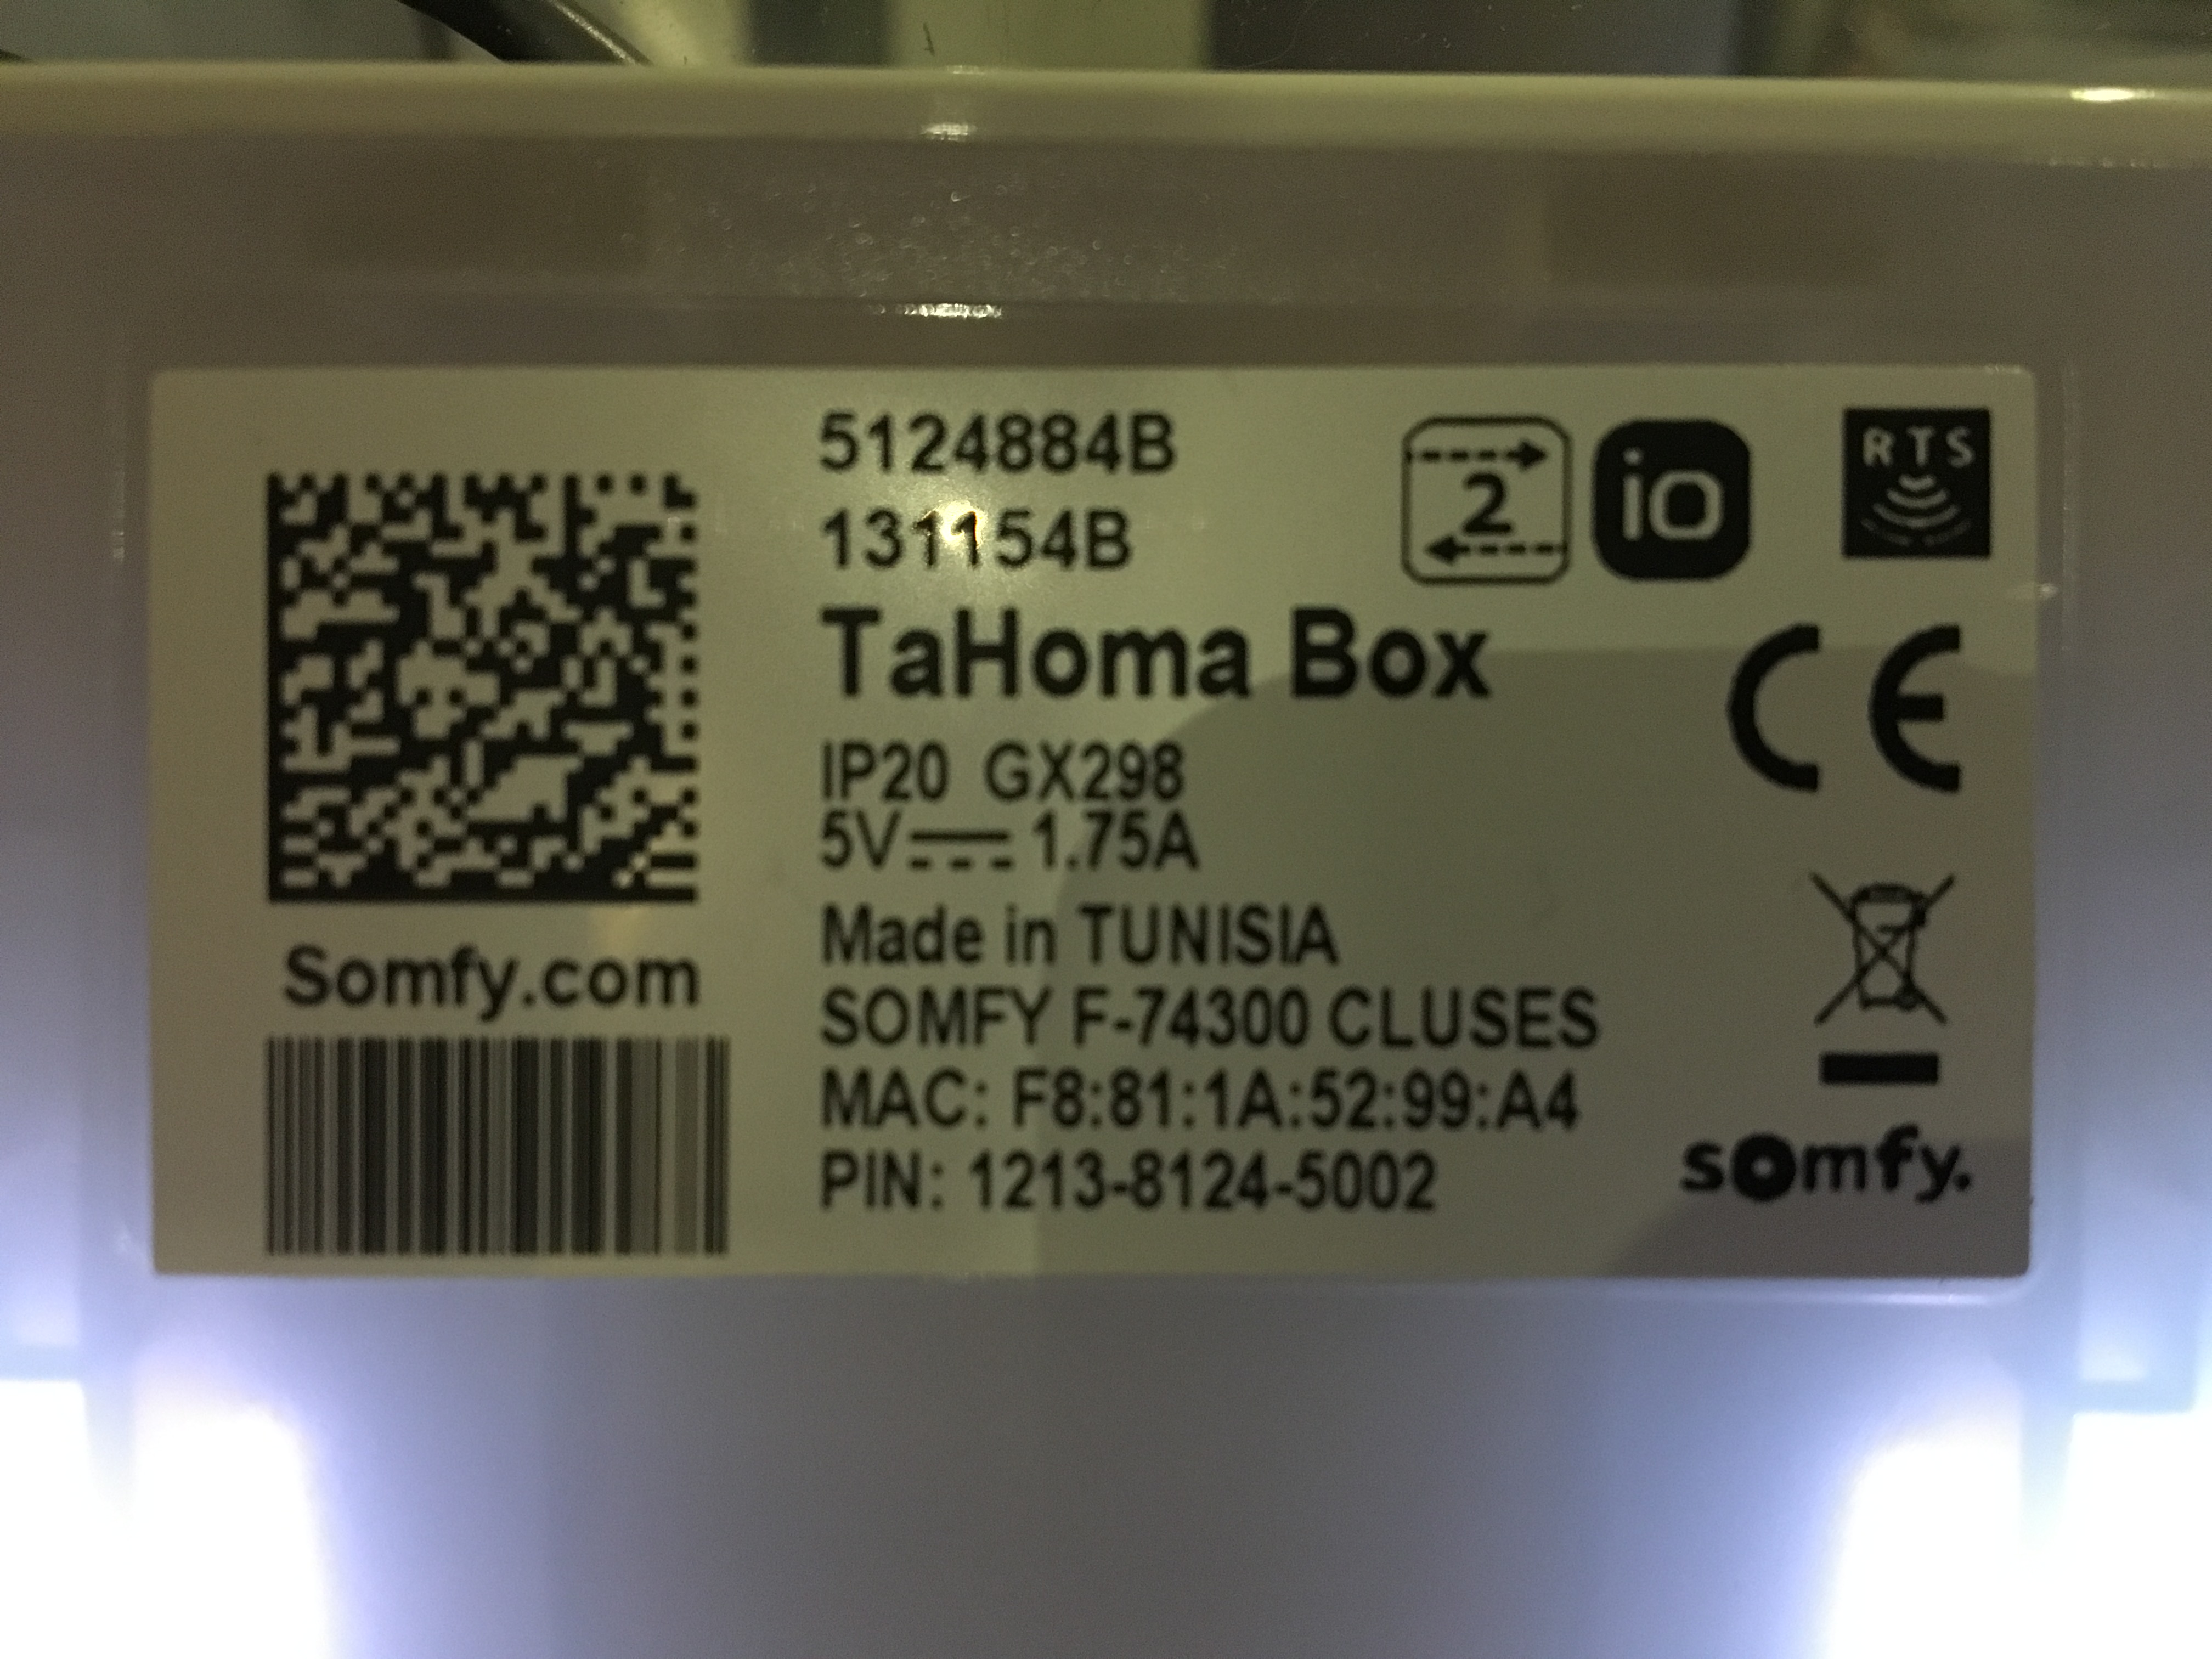 5124884B
131154B
2
io
RTS
TaHoma Box
IP20 GX298
5V 1.75A
Made in TUNISIA
SOMFY F-74300 CLUSES
MAC: F8:81:1A:52:99:A4
PIN: 1213-8124-5002
Somfy.com
CE
somfy.